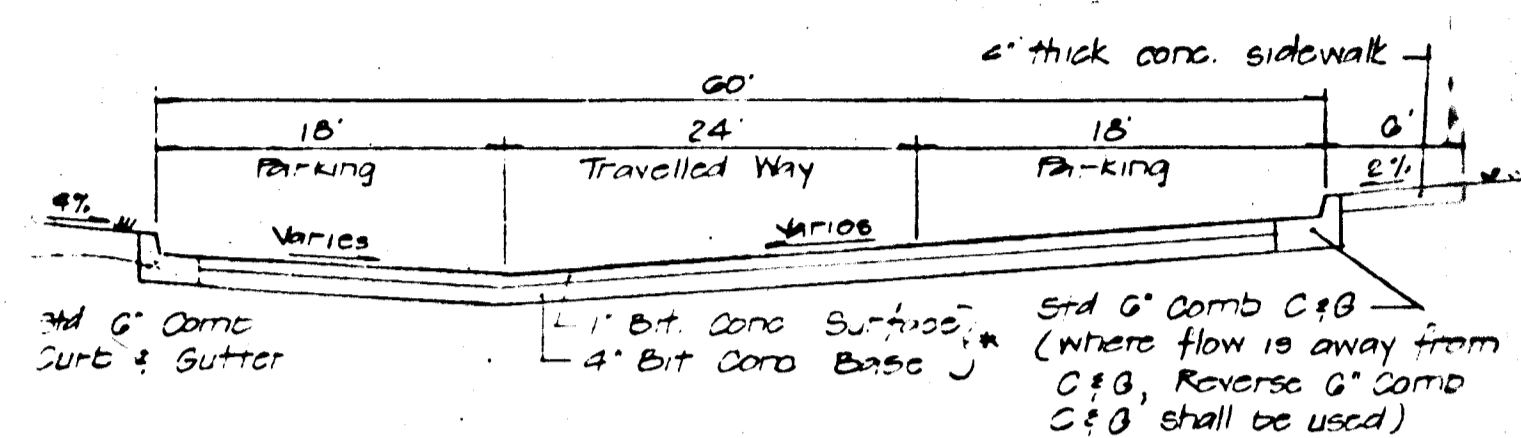 thick conc. sidewalk
60'
18' 24' 18' 6'
Parking Travelled Way Parking 2%
4%
Varies Varies
Std 6" Comb
Curb & Gutter
1" Bit. Conc Surface *
4" Bit Conc Base
Std 6" Comb C & G
(where flow is away from
C & G, Reverse 6" Comb
C & G shall be used)